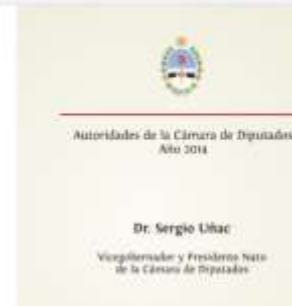 Autoridades de la Cámara de Diputados
Año 2014
Dr. Sergio Uñac
Vicegobernador y Presidente Nato
de la Cámara de Diputados